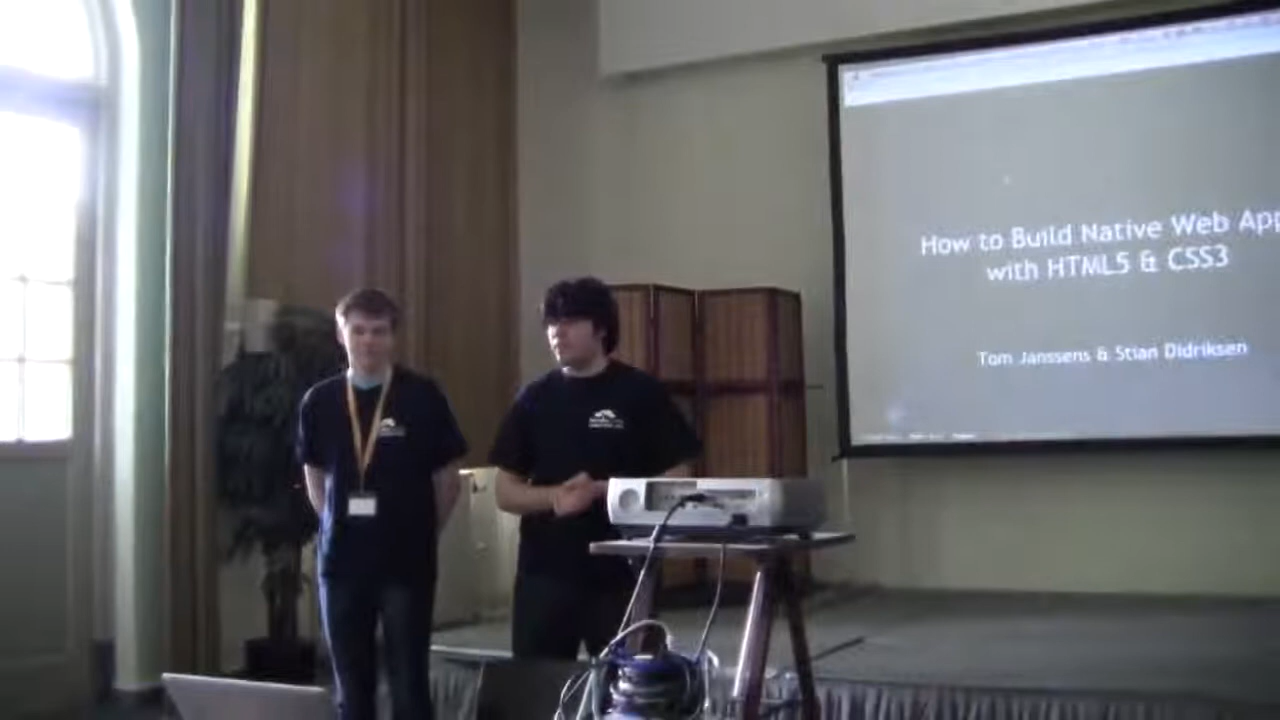 How to Build Native Web App
with HTML5 & CSS3
Tom Janssens & Stian Didriksen